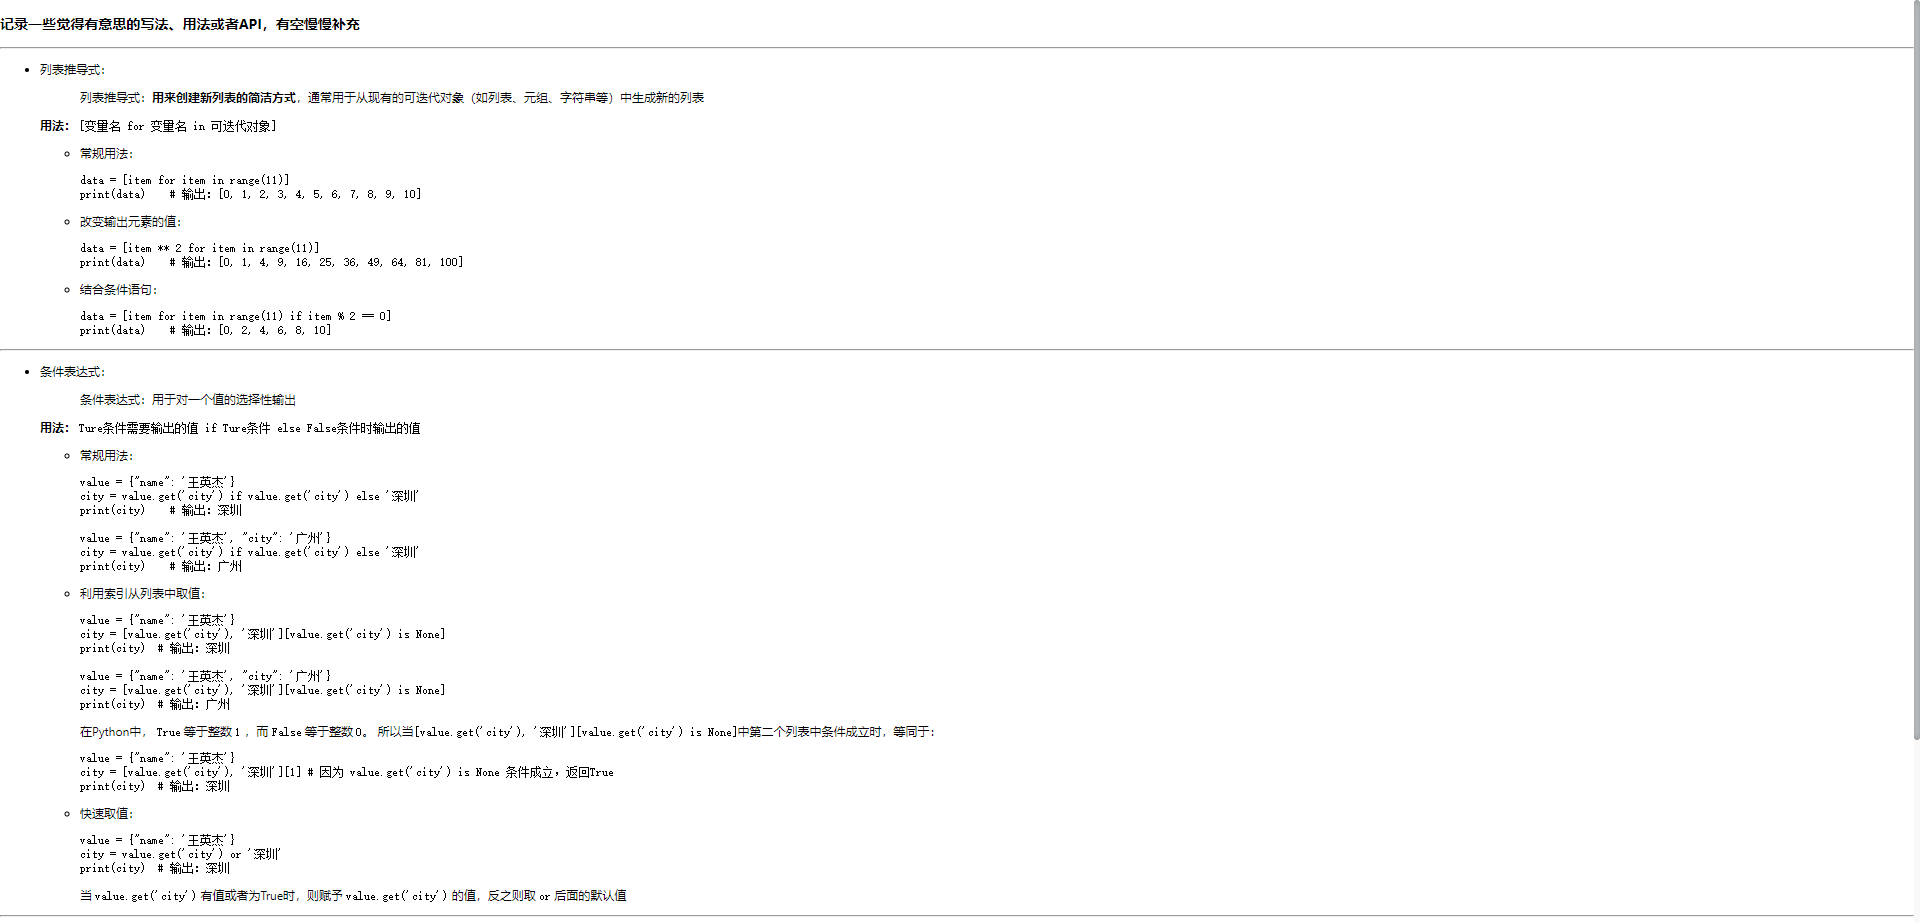 记录一些觉得有意思的写法、用法或者API，有空慢慢补充
列表推导式：
列表推导式：用来创建新列表的简洁方式，通常用于从现有的可迭代对象（如列表、元组、字符串等）中生成新的列表
用法： [变量名 for 变量名 in 可迭代对象]
常规用法：
data = [item for item in range(11)]
print(data)    # 输出：[0, 1, 2, 3, 4, 5, 6, 7, 8, 9, 10]
改变输出元素的值：
data = [item ** 2 for item in range(11)]
print(data)    # 输出：[0, 1, 4, 9, 16, 25, 36, 49, 64, 81, 100]
结合条件语句：
data = [item for item in range(11) if item % 2 == 0]
print(data)    # 输出：[0, 2, 4, 6, 8, 10]
条件表达式：
条件表达式：用于对一个值的选择性输出
用法： Ture条件需要输出的值 if Ture条件 else False条件时输出的值
常规用法：
value = {"name": '王英杰'}
city = value.get('city') if value.get('city') else '深圳'
print(city)    # 输出：深圳
value = {"name": '王英杰', "city": '广州'}
city = value.get('city') if value.get('city') else '深圳'
print(city)    # 输出：广州
利用索引从列表中取值：
value = {"name": '王英杰'}
city = [value.get('city'), '深圳'][value.get('city') is None]
print(city)  # 输出：深圳
value = {"name": '王英杰', "city": '广州'}
city = [value.get('city'), '深圳'][value.get('city') is None]
print(city)  # 输出：广州
在Python中， True 等于整数 1 ，而 False 等于整数 0。 所以当[value.get('city'), '深圳'][value.get('city') is None]中第二个列表中条件成立时，等同于：
value = {"name": '王英杰'}
city = [value.get('city'), '深圳'][1] # 因为 value.get('city') is None 条件成立，返回True
print(city)  # 输出：深圳
快速取值：
value = {"name": '王英杰'}
city = value.get('city') or '深圳'
print(city)  # 输出：深圳
当 value.get('city') 有值或者为True时，则赋予 value.get('city') 的值，反之则取 or 后面的默认值